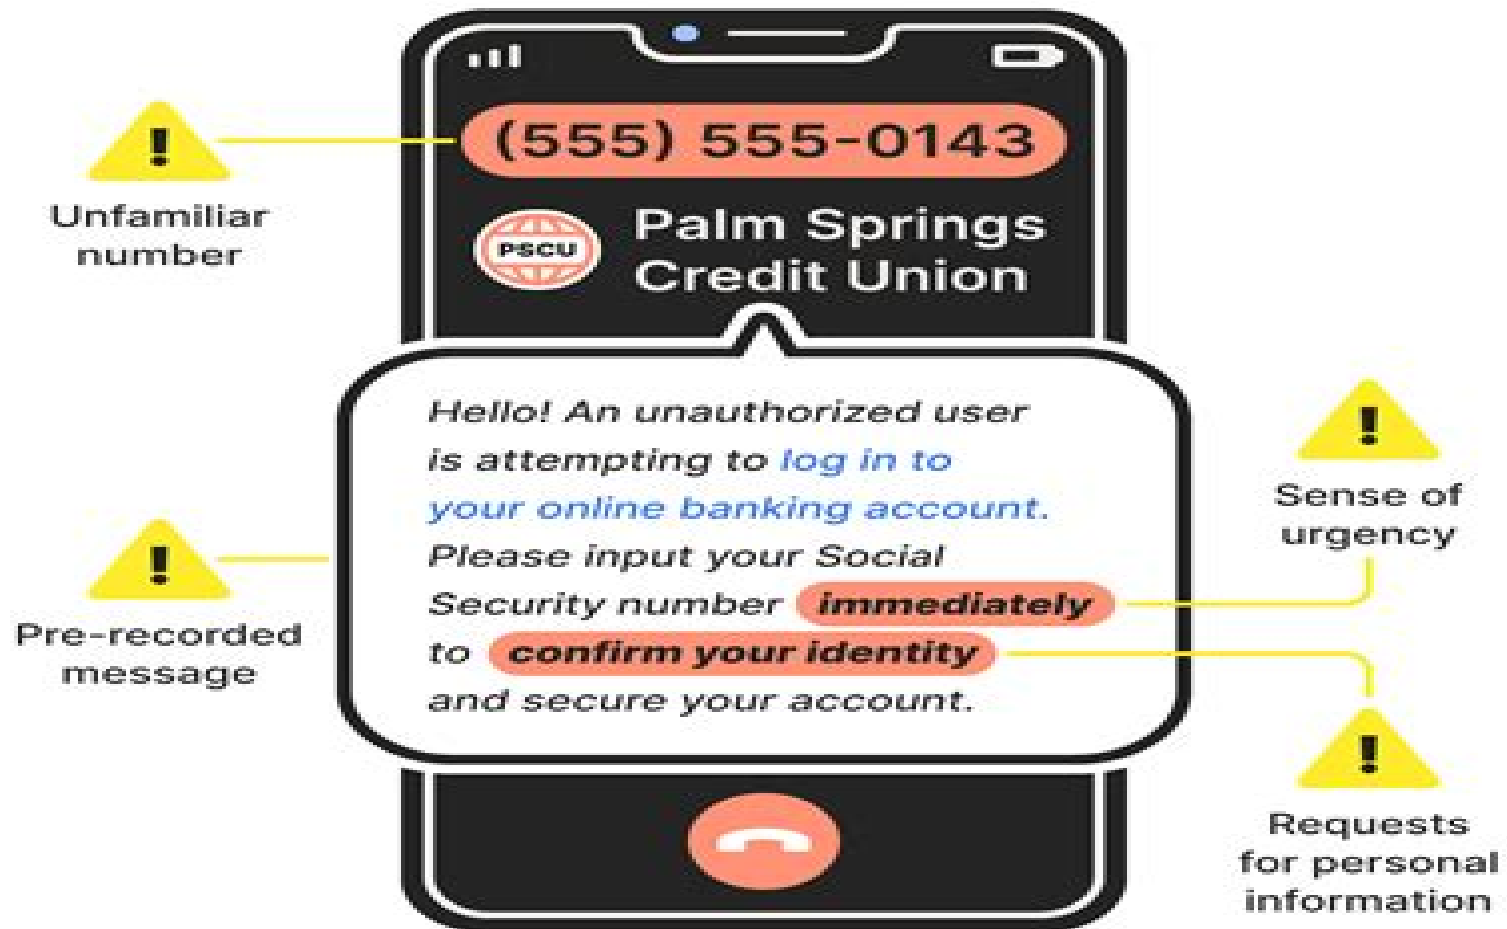 (555) 555-0143
Unfamiliar
number
PSCU
Palm Springs
Credit Union
Hello! An unauthorized user
is attempting to log in to
your online banking account.
Please input your Social
Security number immediately
to confirm your identity
and secure your account.
Sense of
urgency
Pre-recorded
message
Requests
for personal
information